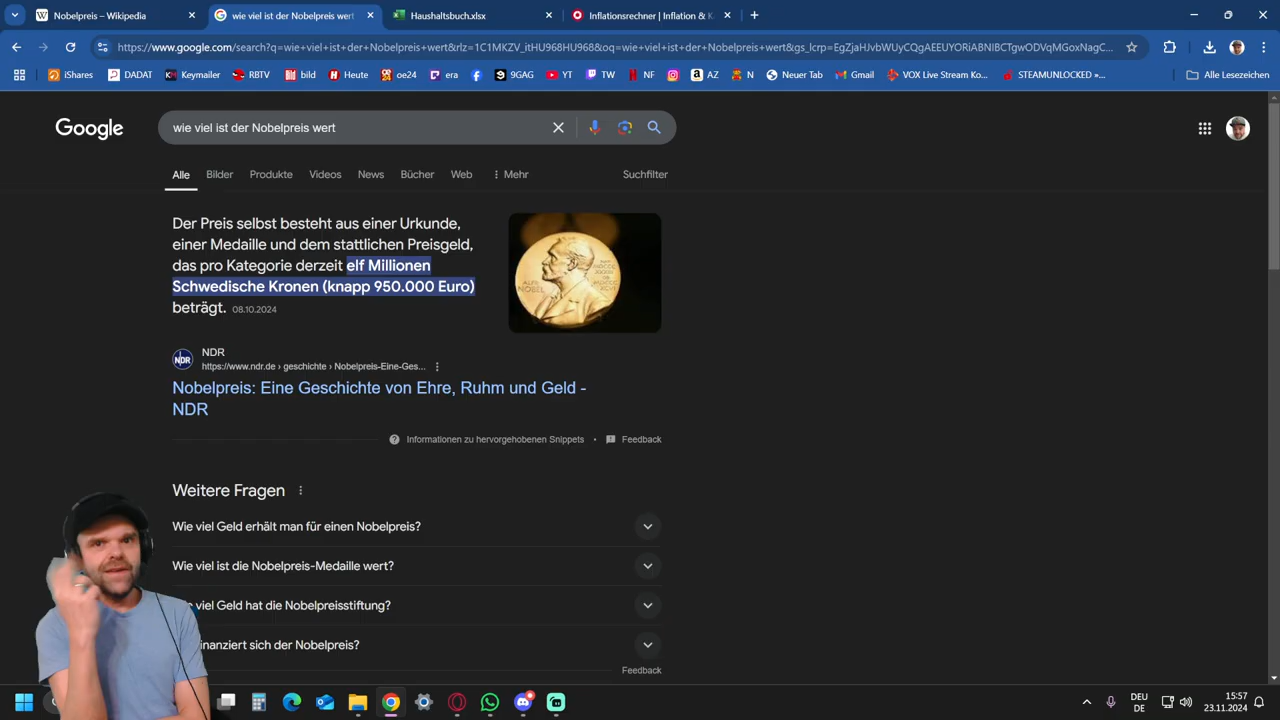 Nobelpreis – Wikipedia
wie viel ist der Nobelpreis wert
Haushaltsbuch.xlsx
Inflationsrechner | Inflation & K
https://www.google.com/search?q=wie+viel+ist+der+Nobelpreis+wert&rlz=1C1MKZV_itHU968HU968&oq=wie+viel+ist+der+Nobelpreis+wert&gs_lcrp=EgZjaHJvbWUyCQgAEEUYORiABNIBCTgwODVqMGoxNagC...
iShares DADAT Keymailer RBTV bild Heute oe24 era 9GAG YT TW NF AZ N Neuer Tab Gmail VOX Live Stream Ko... STEAMUNLOCKED »... Alle Lesezeichen
Google
wie viel ist der Nobelpreis wert
Alle Bilder Produkte Videos News Bücher Web Mehr Suchfilter
Der Preis selbst besteht aus einer Urkunde,
einer Medaille und dem stattlichen Preisgeld,
das pro Kategorie derzeit elf Millionen
Schwedische Kronen (knapp 950.000 Euro)
beträgt. 08.10.2024
NDR
https://www.ndr.de › geschichte › Nobelpreis-Eine-Ges...
Nobelpreis: Eine Geschichte von Ehre, Ruhm und Geld -
NDR
Informationen zu hervorgehobenen Snippets • Feedback
Weitere Fragen
Wie viel Geld erhält man für einen Nobelpreis?
Wie viel ist die Nobelpreis-Medaille wert?
viel Geld hat die Nobelpreisstiftung?
finanziert sich der Nobelpreis?
Feedback
DEU
DE
15:57
23.11.2024